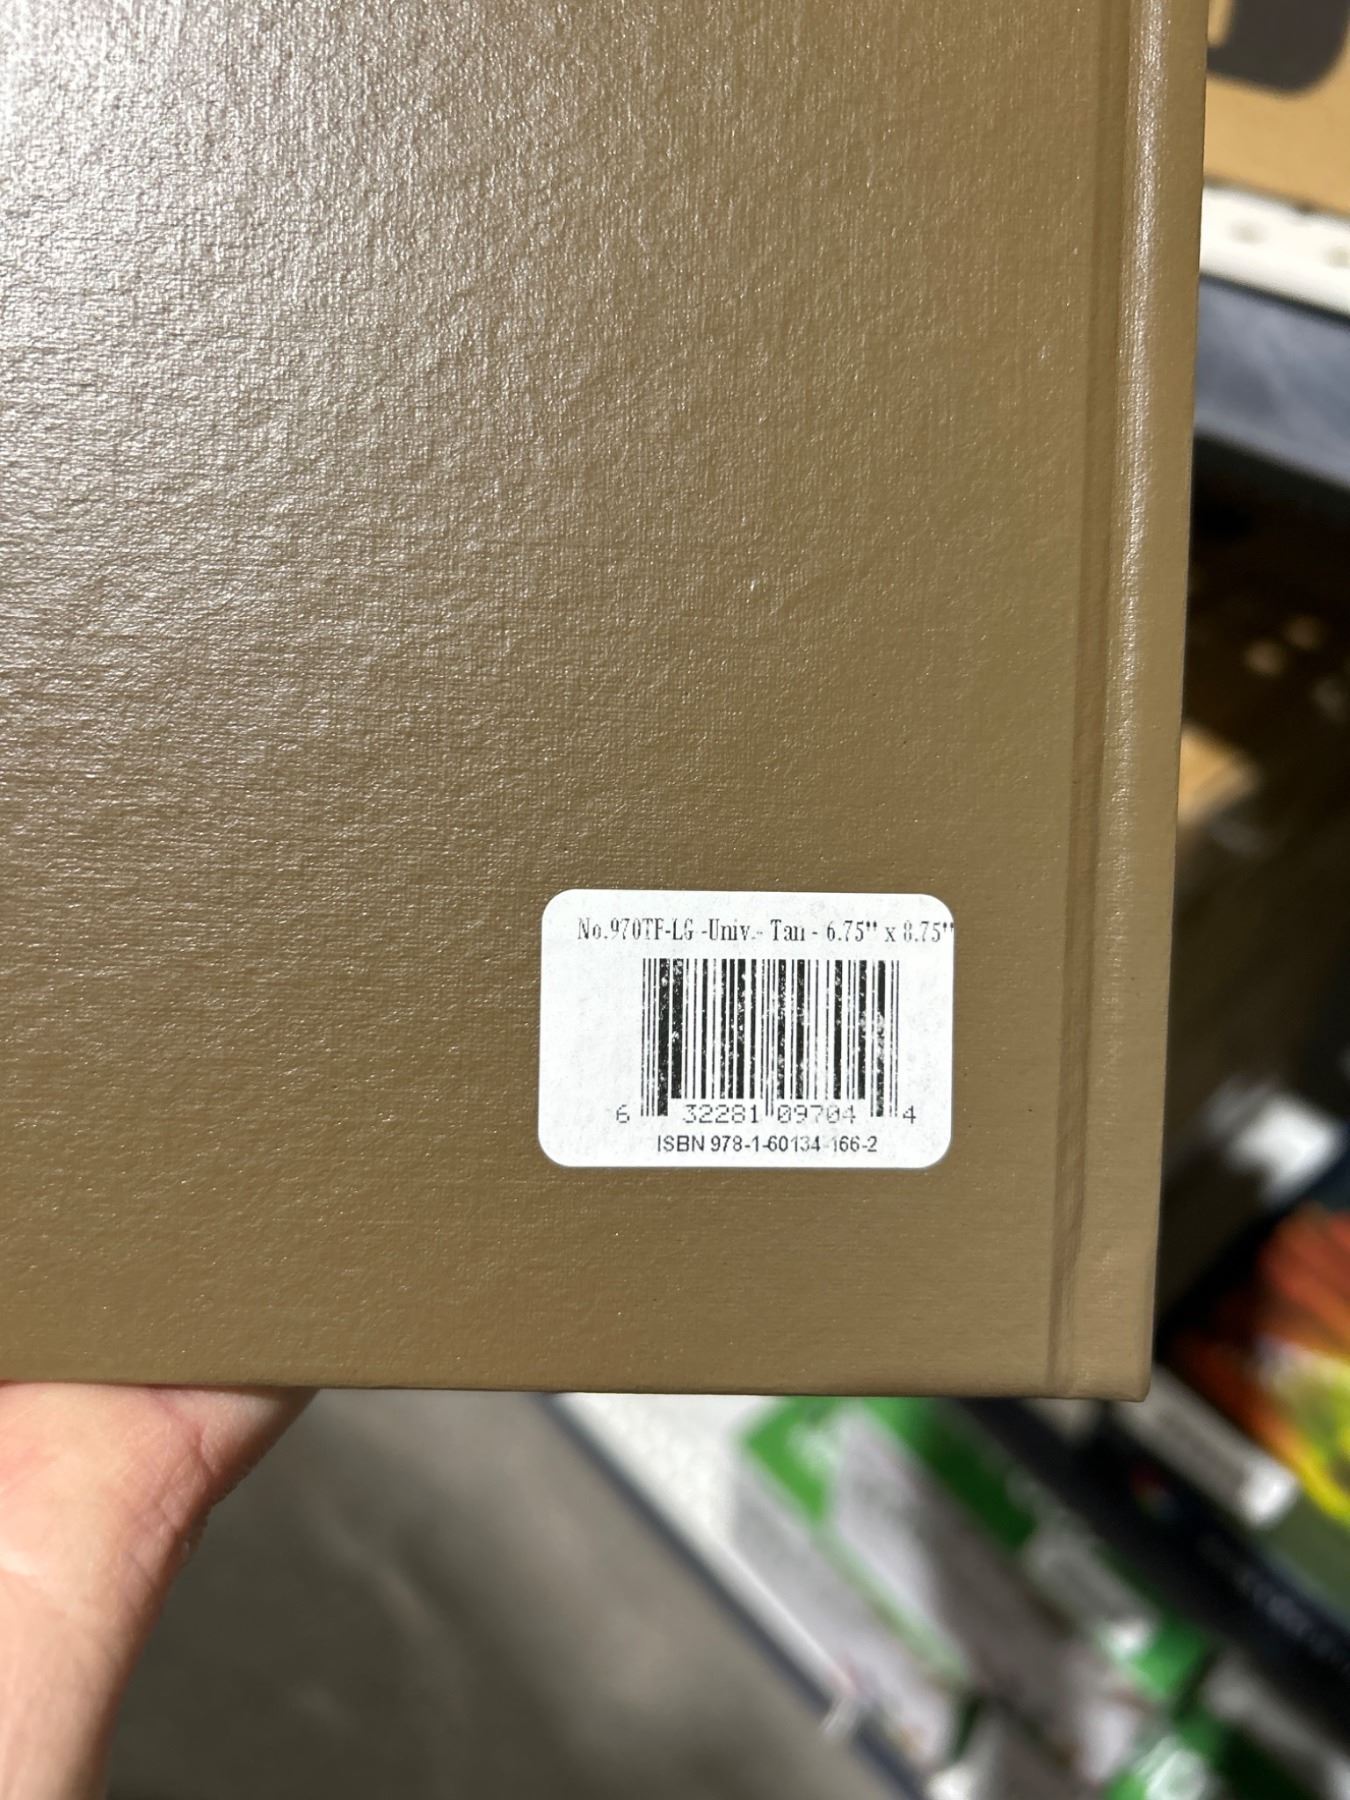 No.970TF-LG -Univ.- Tan - 6.75" x 8.75"
6 32281 09704 4
ISBN 978-1-60134-166-2